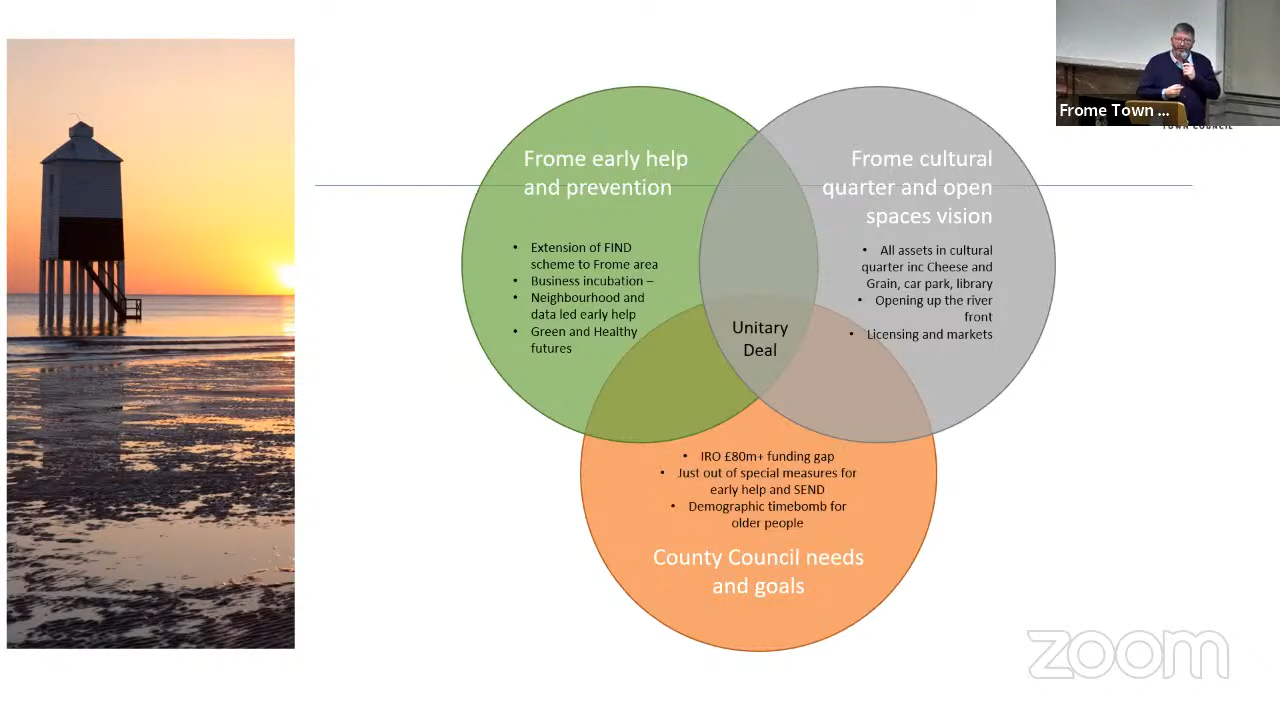 Frome Town ...
TOWN COUNCIL
Frome early help
and prevention
• Extension of FIND
scheme to Frome area
• Business incubation –
• Neighbourhood and
data led early help
• Green and Healthy
futures
Frome cultural
quarter and open
spaces vision
• All assets in cultural
quarter inc Cheese and
Grain, car park, library
• Opening up the river
front
• Licensing and markets
Unitary
Deal
• IRO £80m+ funding gap
• Just out of special measures for
early help and SEND
• Demographic timebomb for
older people
County Council needs
and goals
zoom